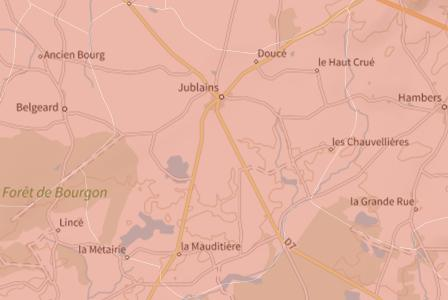 Ancien Bourg
Doucé
le Haut Crué
Jublains
Belgeard
Hambers
les Chauvellières
Forêt de Bourgon
la Grande Rue
Lincé
la Métairie
la Mauditière
D7